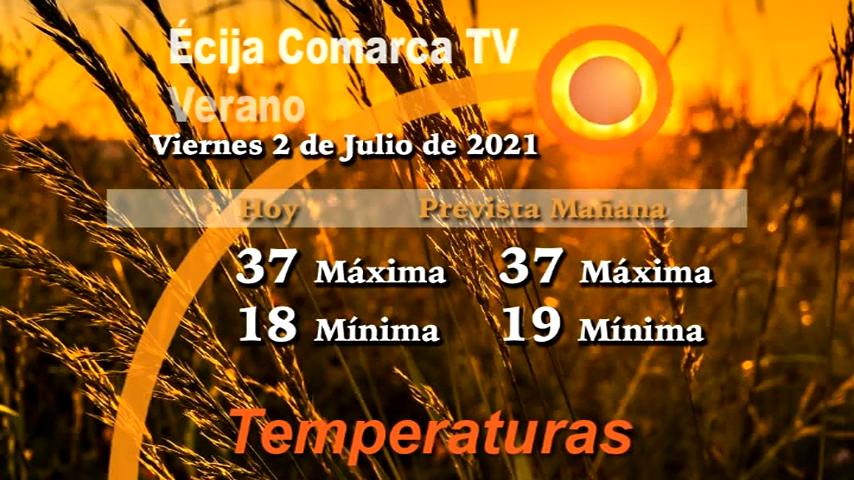 Écija Comarca TV
Verano
Viernes 2 de Julio de 2021
Hoy Prevista Mañana
37 Máxima 37 Máxima
18 Mínima 19 Mínima
Temperaturas